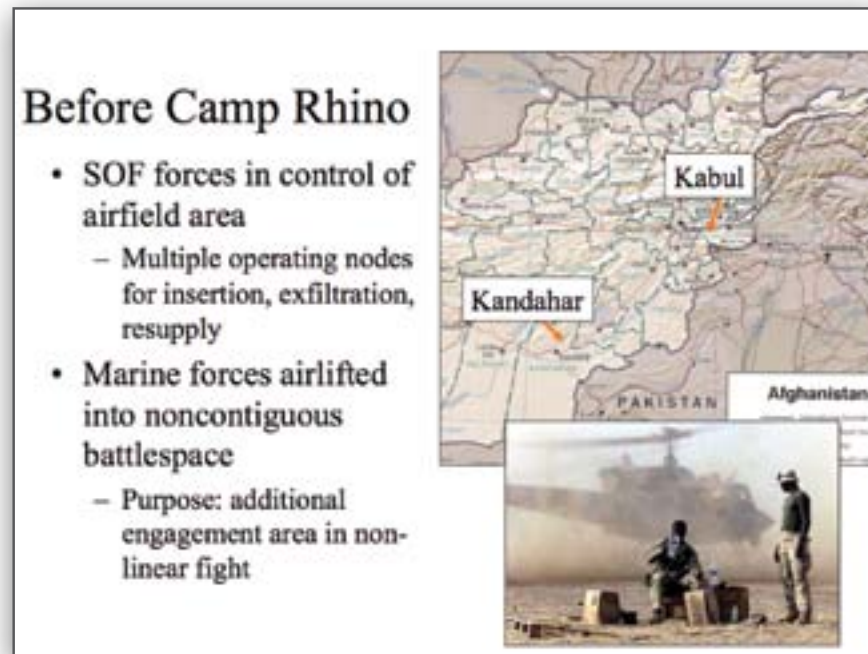 Before Camp Rhino
• SOF forces in control of
airfield area
– Multiple operating nodes
for insertion, exfiltration,
resupply
• Marine forces airlifted
into noncontiguous
battlespace
– Purpose: additional
engagement area in non-
linear fight
Kabul
Kandahar
PAKISTAN
Afghanistan